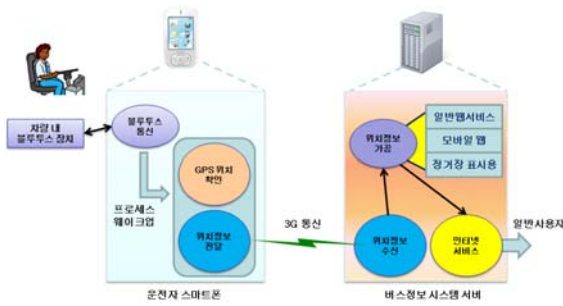 차량 내
블루투스 장치
블루투스
통신
프로세스
웨이크업
GPS 위치
확인
위치정보
전달
운전자 스마트폰
3G 통신
위치정보
가공
일반웹서비스
모바일 웹
정거장 표시용
위치정보
수신
인터넷
서비스
일반사용자
버스정보 시스템 서버